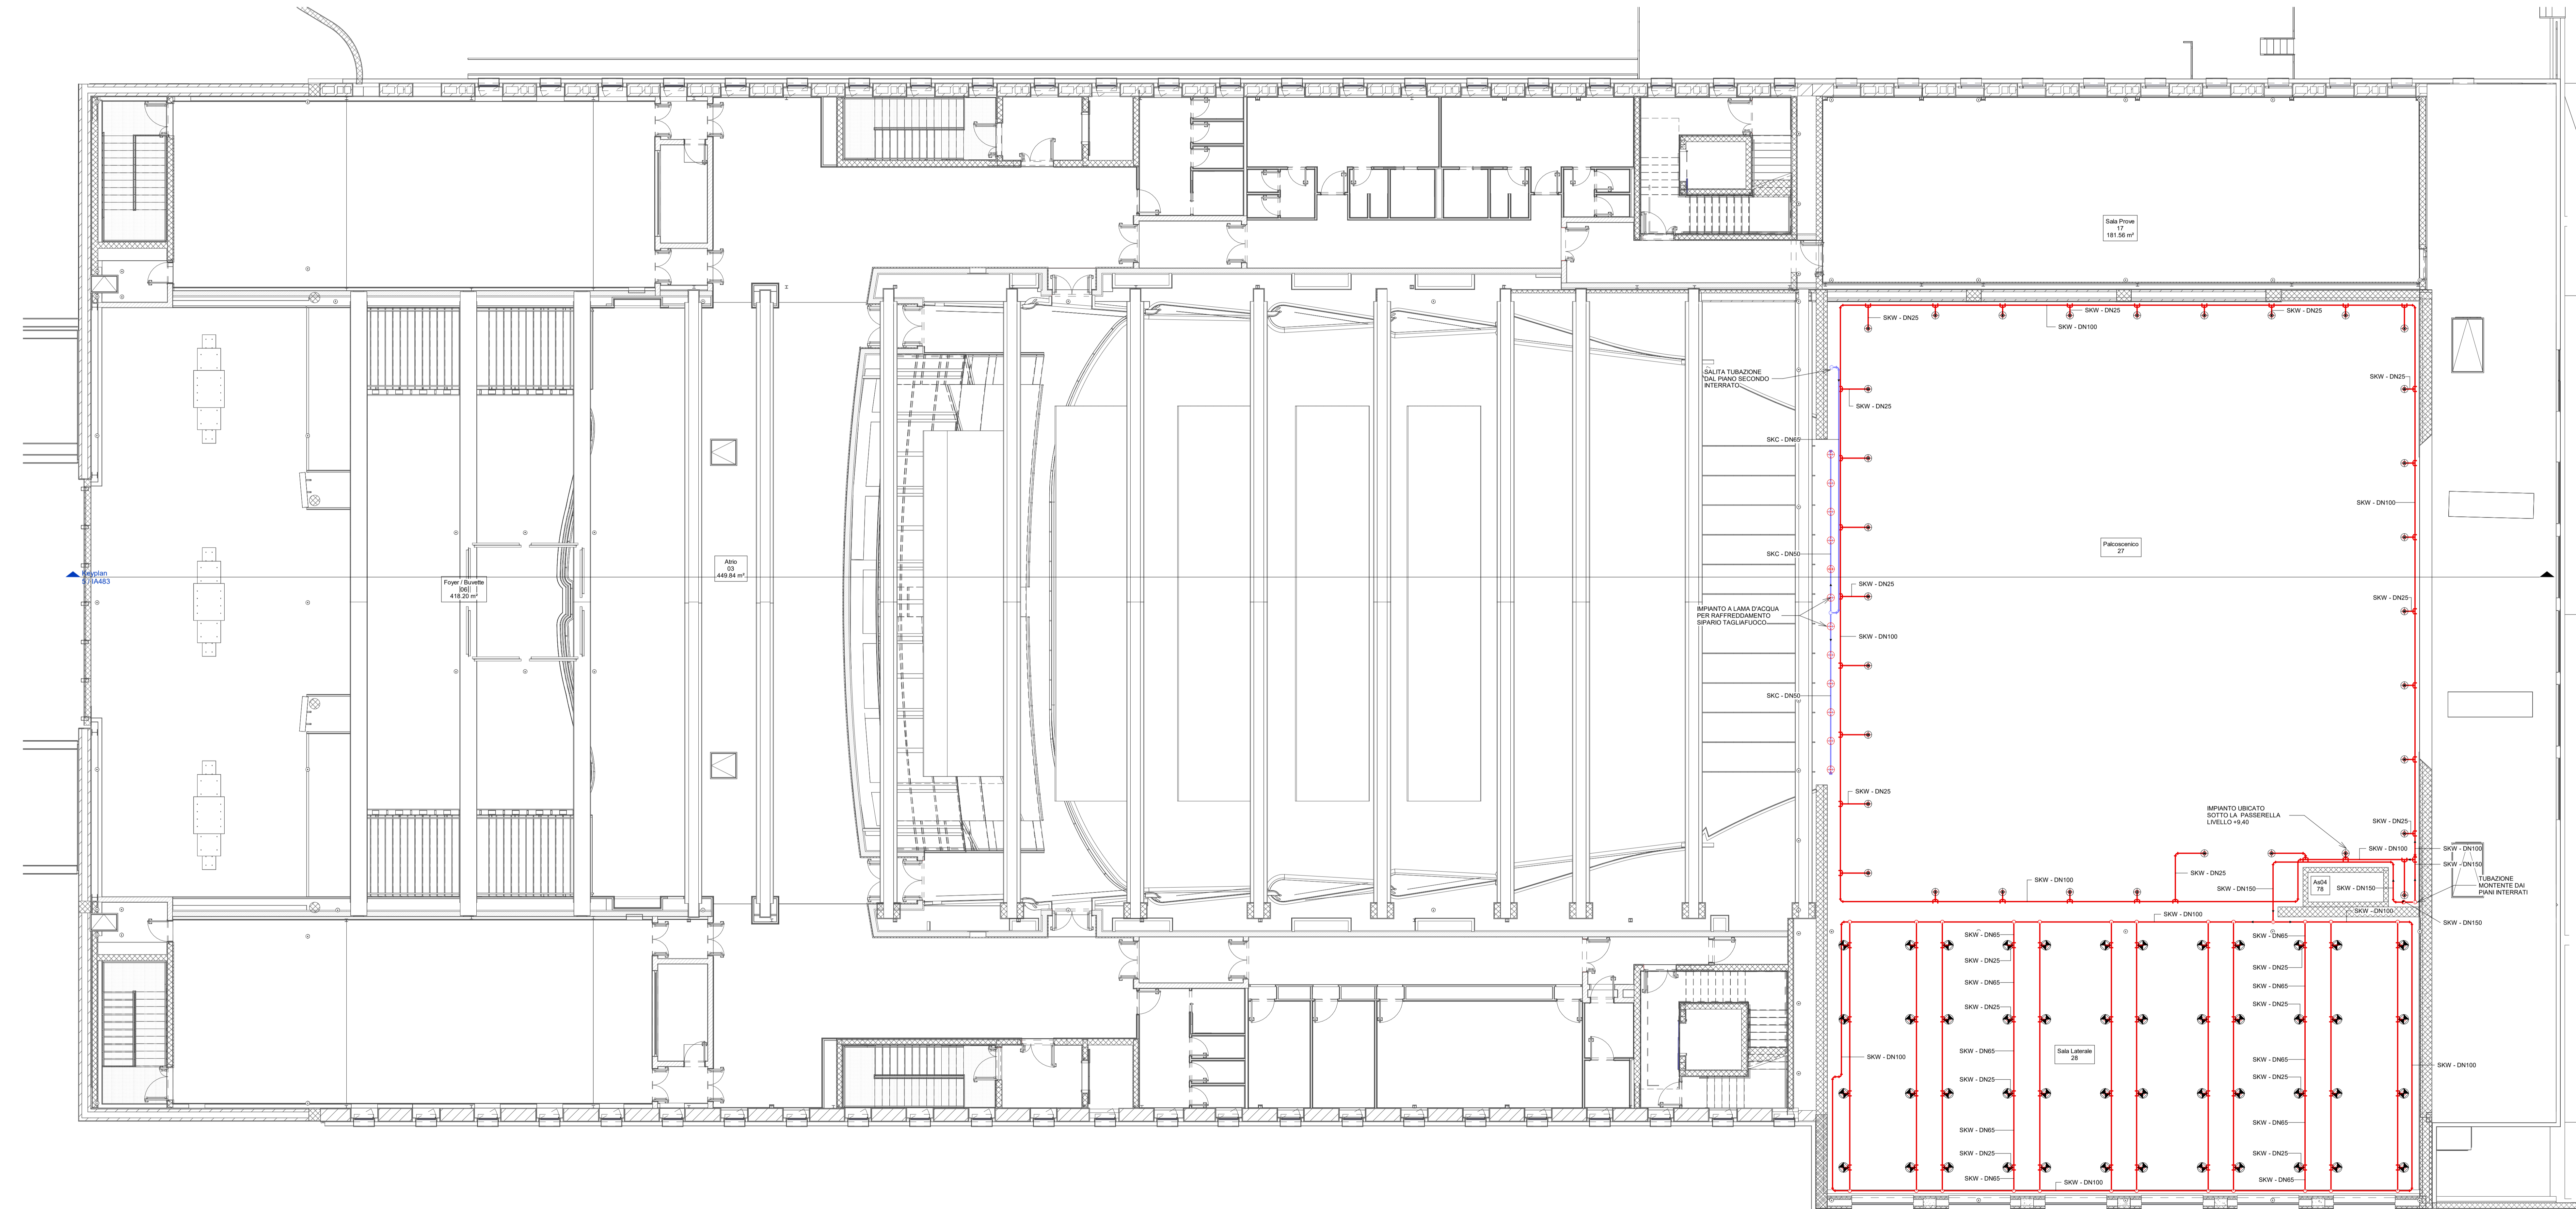 Sala Prove
17
181.56 m²
SKW - DN25
SKW - DN25
SKW - DN25
SKW - DN100
SALITA TUBAZIONE
DAL PIANO SECONDO
INTERRATO
SKW - DN25
SKW - DN25
SKC - DN65
SKW - DN100
Palcoscenico
27
SKC - DN50
Atrio
03
449.84 m²
Keyplan
Foyer / Buvette
06
418.20 m²
SKW - DN25
SKW - DN25
IMPIANTO A LAMA D'ACQUA
PER RAFFREDDAMENTO
SIPARIO TAGLIAFUOCO
SKW - DN100
SKC - DN50
SKW - DN25
IMPIANTO UBICATO
SOTTO LA PASSERELLA
LIVELLO +9,40
SKW - DN25
SKW - DN100
SKW - DN100
SKW - DN150
SKW - DN25
SKW - DN100
SKW - DN150
As04
78
SKW - DN150
TUBAZIONE
MONTENTE DAI
PIANI INTERRATI
SKW - DN100
SKW - DN100
SKW - DN150
SKW - DN65
SKW - DN65
SKW - DN25
SKW - DN25
SKW - DN65
SKW - DN65
SKW - DN25
SKW - DN25
SKW - DN65
Sala Laterale
28
SKW - DN100
SKW - DN65
SKW - DN100
SKW - DN25
SKW - DN25
SKW - DN65
SKW - DN65
SKW - DN25
SKW - DN25
SKW - DN65
SKW - DN65
SKW - DN100